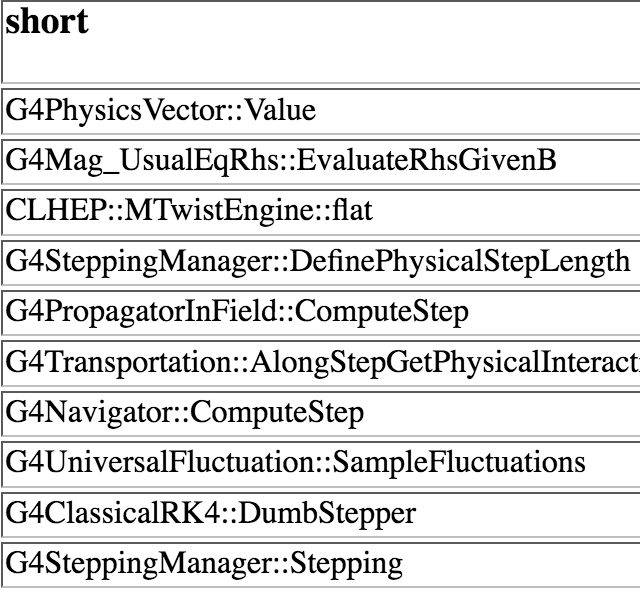 short
G4PhysicsVector::Value
G4Mag_UsualEqRhs::EvaluateRhsGivenB
CLHEP::MTwistEngine::flat
G4SteppingManager::DefinePhysicalStepLength
G4PropagatorInField::ComputeStep
G4Transportation::AlongStepGetPhysicalInteracti
G4Navigator::ComputeStep
G4UniversalFluctuation::SampleFluctuations
G4ClassicalRK4::DumbStepper
G4SteppingManager::Stepping